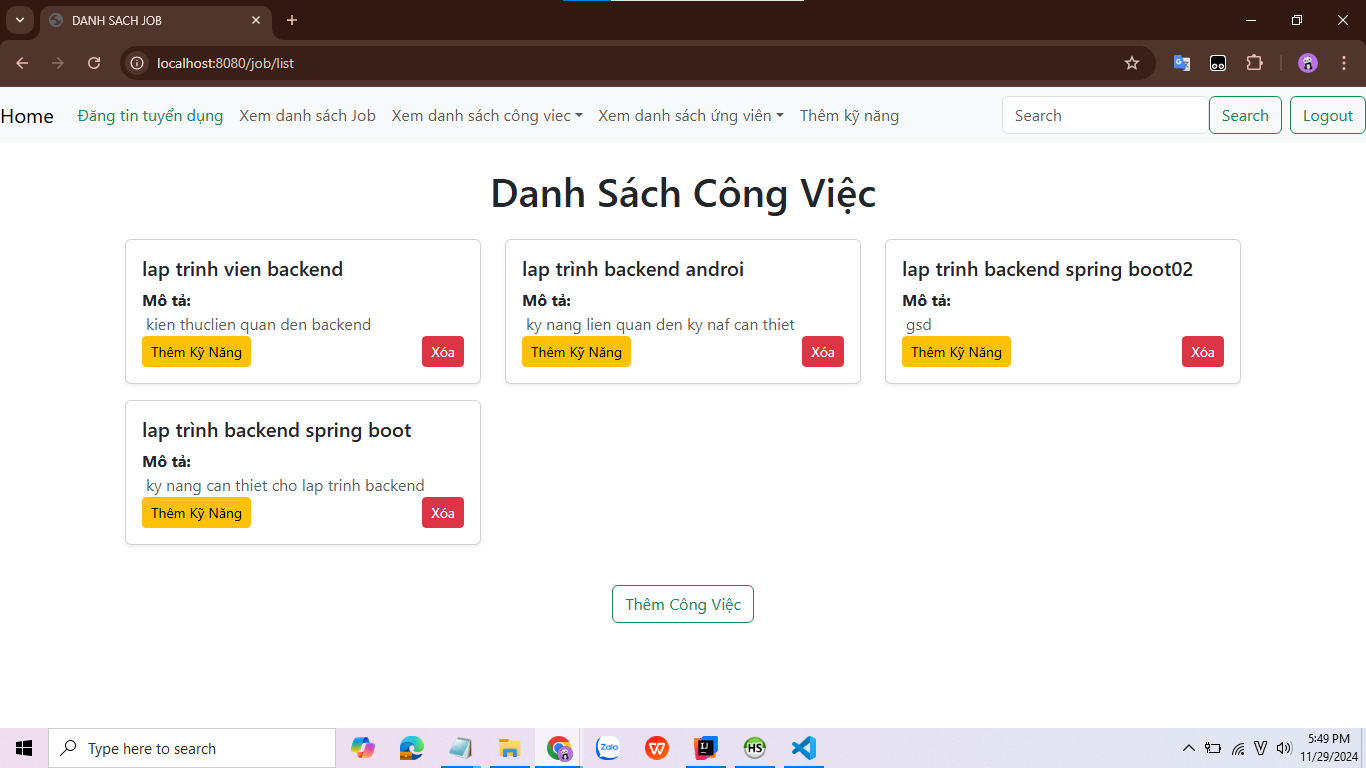 DANH SACH JOB
localhost:8080/job/list
Home Đăng tin tuyển dụng Xem danh sách Job Xem danh sách công viec Xem danh sách ứng viên Thêm kỹ năng Search Search Logout
Danh Sách Công Việc
lap trinh vien backend
Mô tả:
kien thuclien quan den backend
Thêm Kỹ Năng Xóa
lap trình backend androi
Mô tả:
ky nang lien quan den ky naf can thiet
Thêm Kỹ Năng Xóa
lap trinh backend spring boot02
Mô tả:
gsd
Thêm Kỹ Năng Xóa
lap trình backend spring boot
Mô tả:
ky nang can thiet cho lap trinh backend
Thêm Kỹ Năng Xóa
Thêm Công Việc
Type here to search
Zalo
HS
V
5:49 PM
11/29/2024